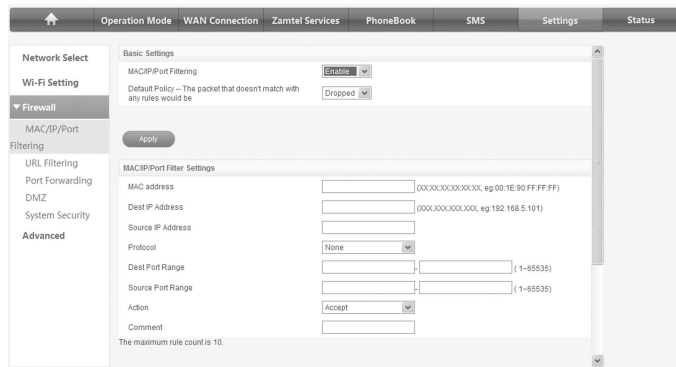 Operation Mode WAN Connection Zamtel Services PhoneBook SMS Settings Status
Network Select
Wi-Fi Setting
Firewall
MAC/IP/Port
Filtering
URL Filtering
Port Forwarding
DMZ
System Security
Advanced
Basic Settings
MAC/IP/Port Filtering Enable
Default Policy -- The packet that doesn't match with
any rules would be Dropped
Apply
MAC/IP/Port Filter Settings
MAC address (XX:XX:XX:XX:XX:XX, eg:00:1E:90:FF:FF:FF)
Dest IP Address (XXX.XXX.XXX.XXX, eg:192.168.5.101)
Source IP Address
Protocol None
Dest Port Range - ( 1~65535)
Source Port Range - ( 1~65535)
Action Accept
Comment
The maximum rule count is 10.